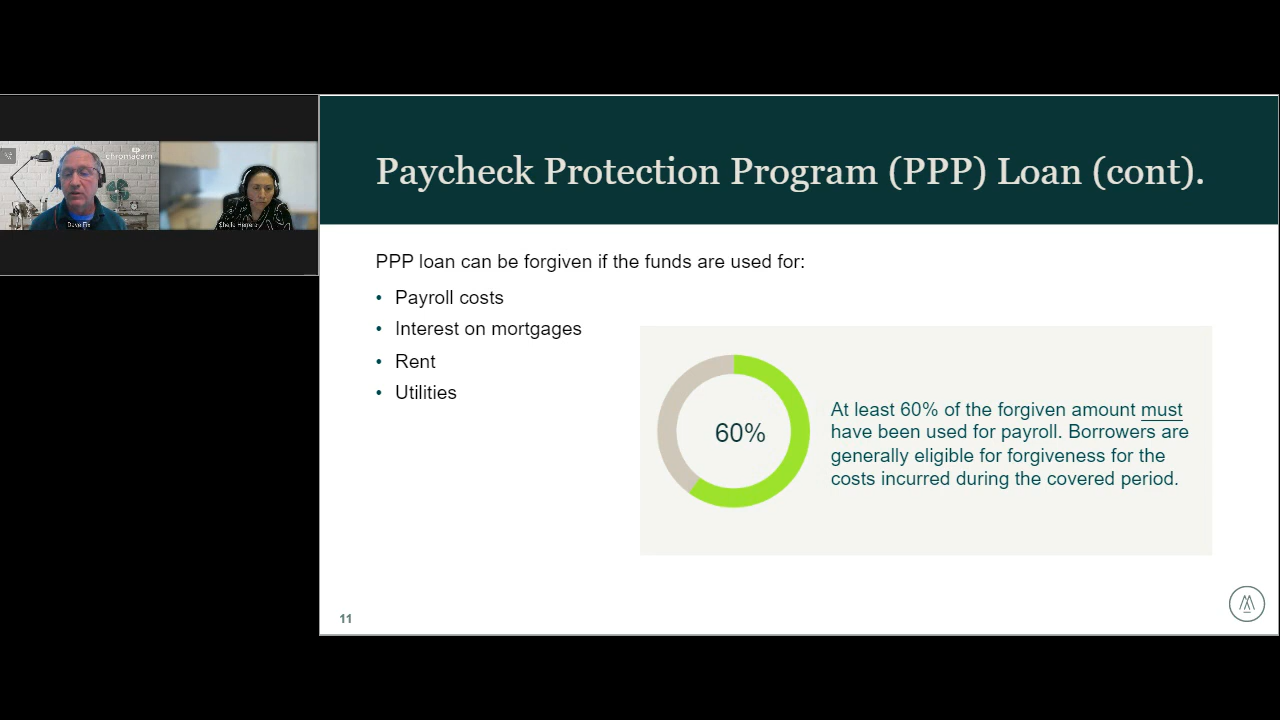 chromacam
Paycheck Protection Program (PPP) Loan (cont).
PPP loan can be forgiven if the funds are used for:
• Payroll costs
• Interest on mortgages
• Rent
• Utilities
60%
At least 60% of the forgiven amount must
have been used for payroll. Borrowers are
generally eligible for forgiveness for the
costs incurred during the covered period.
11